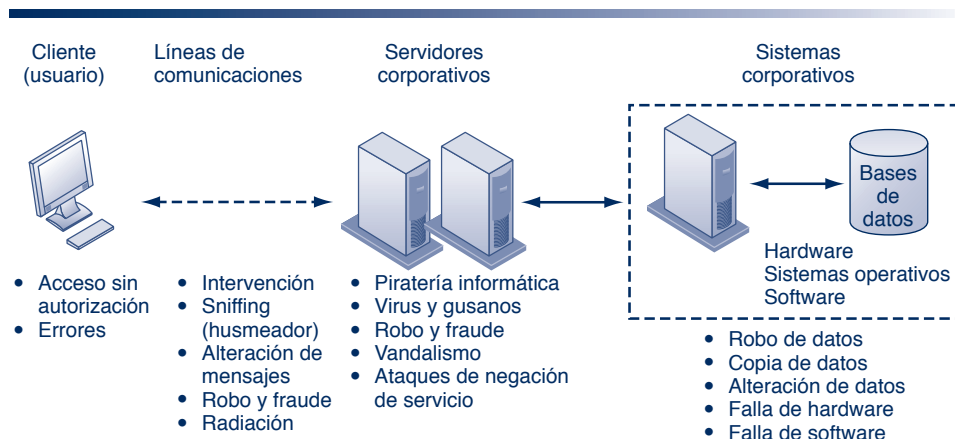 Cliente
(usuario)
Líneas de
comunicaciones
Servidores
corporativos
Sistemas
corporativos
Bases
de
datos
Hardware
Sistemas operativos
Software
• Acceso sin
autorización
• Errores
• Intervención
• Sniffing
(husmeador)
• Alteración de
mensajes
• Robo y fraude
• Radiación
• Piratería informática
• Virus y gusanos
• Robo y fraude
• Vandalismo
• Ataques de negación
de servicio
• Robo de datos
• Copia de datos
• Alteración de datos
• Falla de hardware
• Falla de software